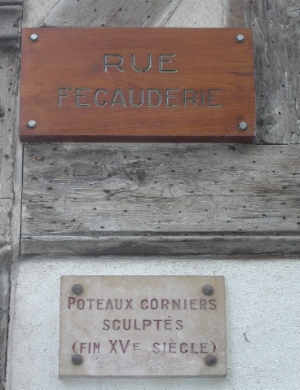 RUE
PECAUDERIE
POTEAUX CORNIERS
SCULPTÉS
(FIN XVE SIÈCLE)